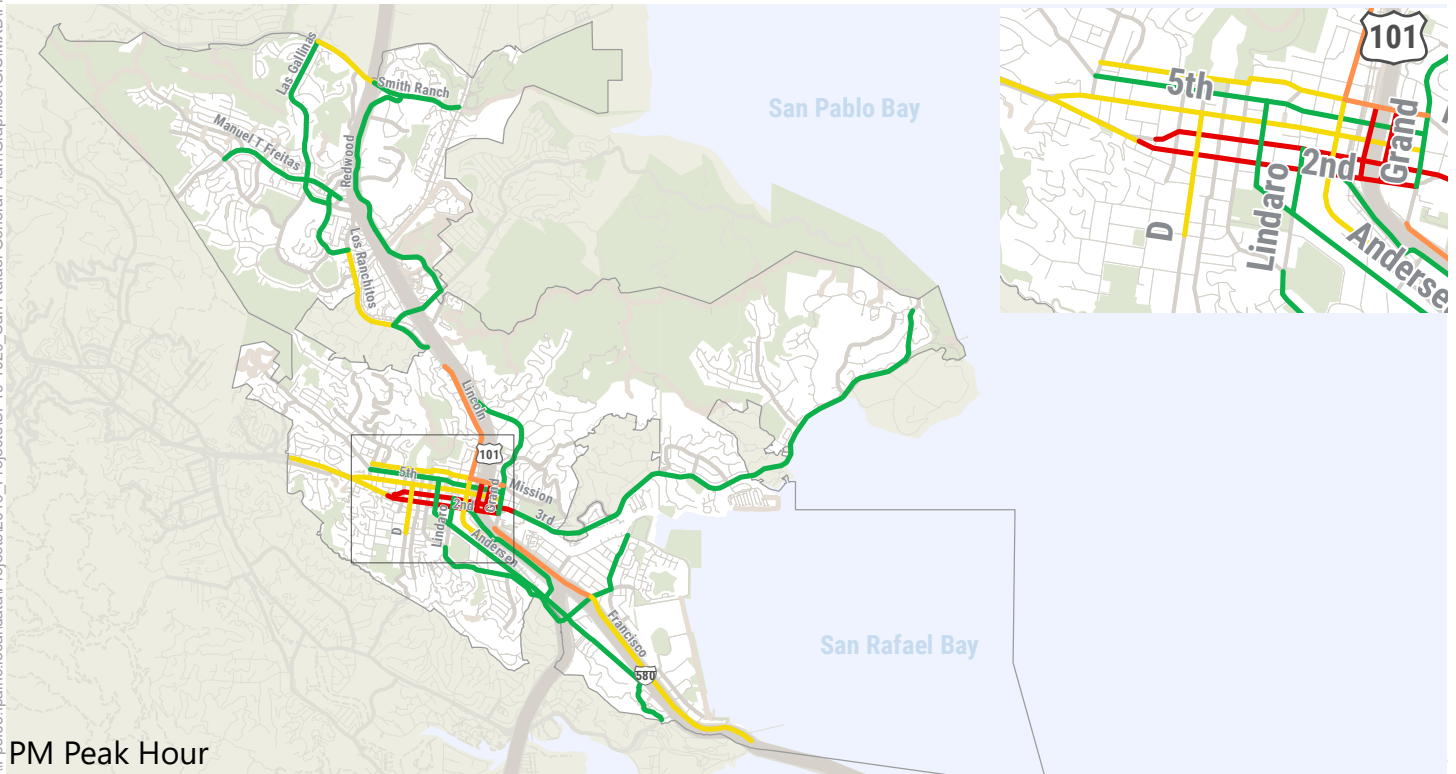 Las Gallinas
Smith Ranch
Manuel T Freitas
Redwood
Los Ranchitos
San Pablo Bay
Lincoln
101
5th
Mission
Grand
2nd
3rd
D
Lindaro
Andersen
Francisco
580
San Rafael Bay
101
5th
Grand
2nd
Lindaro
D
PM Peak Hour